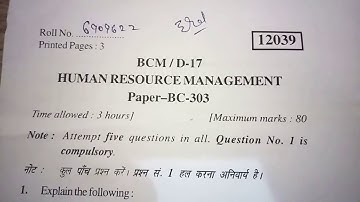 Roll No. 6909622
12039
Printed Pages : 3
BCM / D-17
HUMAN RESOURCE MANAGEMENT
Paper–BC-303
Time allowed : 3 hours] [Maximum marks : 80
Note : Attempt five questions in all. Question No. 1 is
compulsory.
नोट : कुल पाँच प्रश्न करें। प्रश्न सं. 1 हल करना अनिवार्य है।
1. Explain the following :